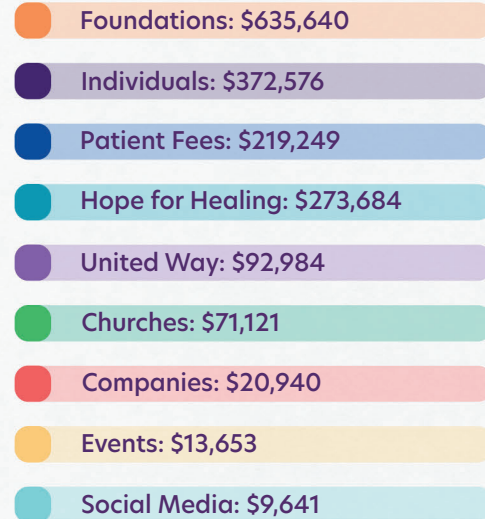 Foundations: $635,640
Individuals: $372,576
Patient Fees: $219,249
Hope for Healing: $273,684
United Way: $92,984
Churches: $71,121
Companies: $20,940
Events: $13,653
Social Media: $9,641